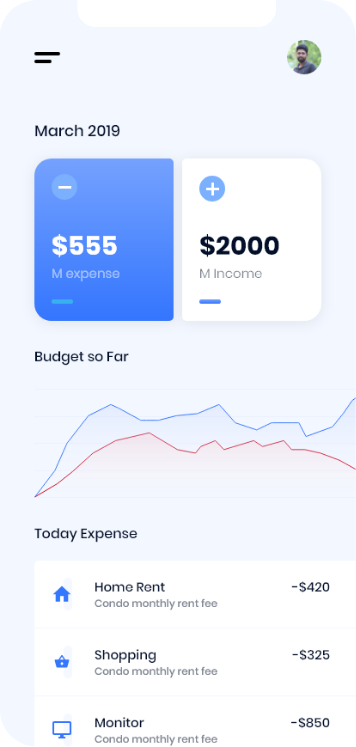 March 2019
$555
M expense
$2000
M Income
Budget so Far
Today Expense
Home Rent
-$420
Condo monthly rent fee
Shopping
-$325
Condo monthly rent fee
Monitor
-$850
Condo monthly rent fee